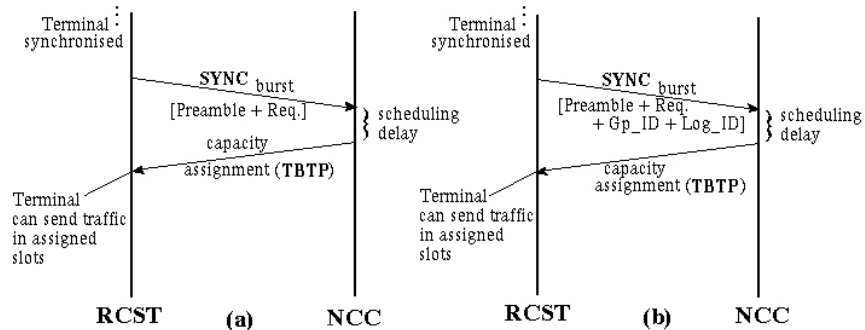 Terminal
synchronised
SYNC burst
[Preamble + Req.]
scheduling
delay
capacity
assignment (TBTP)
Terminal
can send traffic
in assigned
slots
RCST
(a)
NCC
Terminal
synchronised
SYNC burst
[Preamble + Req.
+ Gp_ID + Log_ID]
scheduling
delay
capacity
assignment (TBTP)
Terminal
can send traffic
in assigned
slots
RCST
(b)
NCC